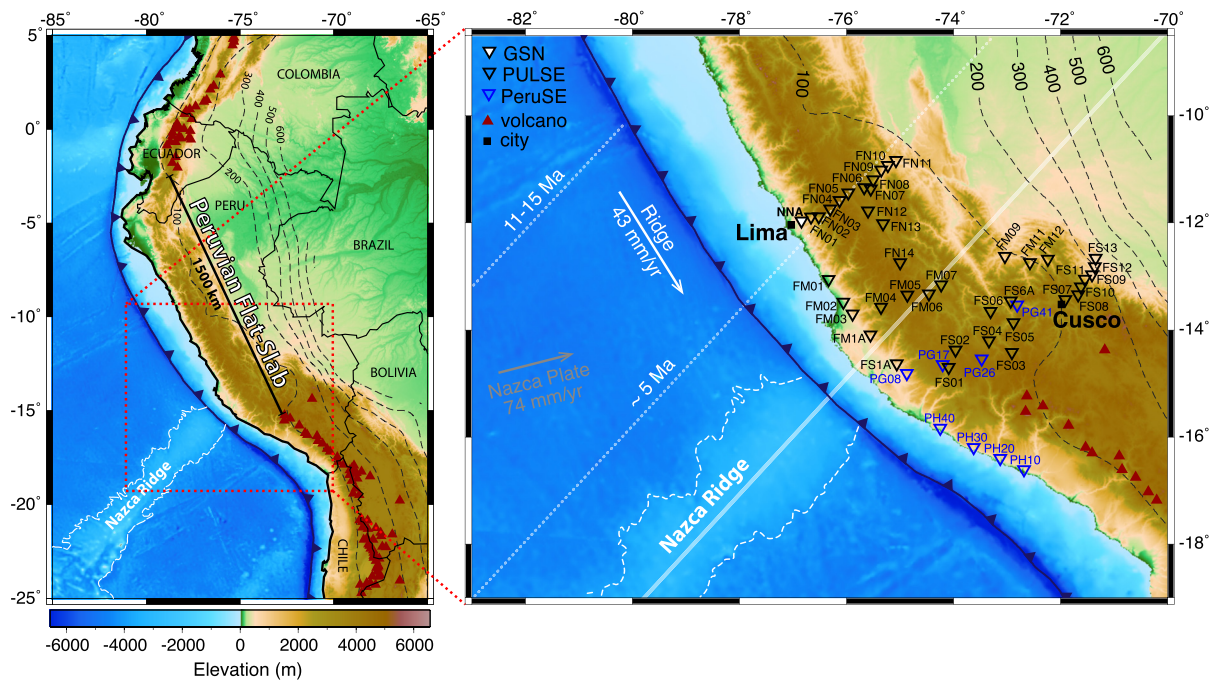 -85° -80° -75° -70° -65°
5°
0°
-5°
-10°
-15°
-20°
-25°
COLOMBIA
ECUADOR
PERU
BRAZIL
BOLIVIA
CHILE
300
400
500
600
200
100
Peruvian Flat-Slab
1500 km
Nazca Ridge
-6000 -4000 -2000 0 2000 4000 6000
Elevation (m)
-82° -80° -78° -76° -74° -72° -70°
-10°
-12°
-14°
-16°
-18°
GSN
PULSE
PeruSE
volcano
city
100
200
300
400
500
600
11-15 Ma
Ridge
43 mm/yr
~5 Ma
Nazca Plate
74 mm/yr
Nazca Ridge
Lima
Cusco
NNA
FN01
FN02
FN03
FN04
FN05
FN06
FN07
FN08
FN09
FN10
FN11
FN12
FN13
FN14
FM01
FM02
FM03
FM1A
FM04
FM05
FM06
FM07
FM09
FM11
FM12
FS1A
FS01
FS02
FS03
FS04
FS05
FS06
FS6A
FS07
FS08
FS09
FS10
FS11
FS12
FS13
PG08
PG17
PG26
PG41
PH40
PH30
PH20
PH10